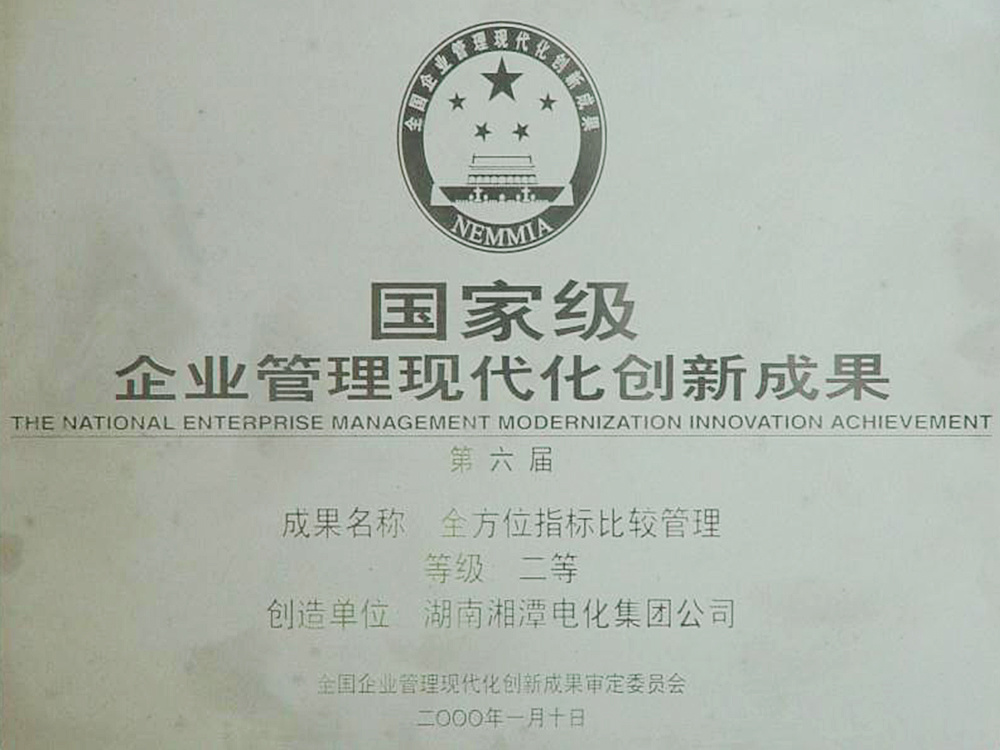 全国企业管理现代化创新成果
NEMMIA
国家级
企业管理现代化创新成果
THE NATIONAL ENTERPRISE MANAGEMENT MODERNIZATION INNOVATION ACHIEVEMENT
第六届
成果名称 全方位指标比较管理
等级 二等
创造单位 湖南湘潭电化集团公司
全国企业管理现代化创新成果审定委员会
二〇〇〇年一月十日